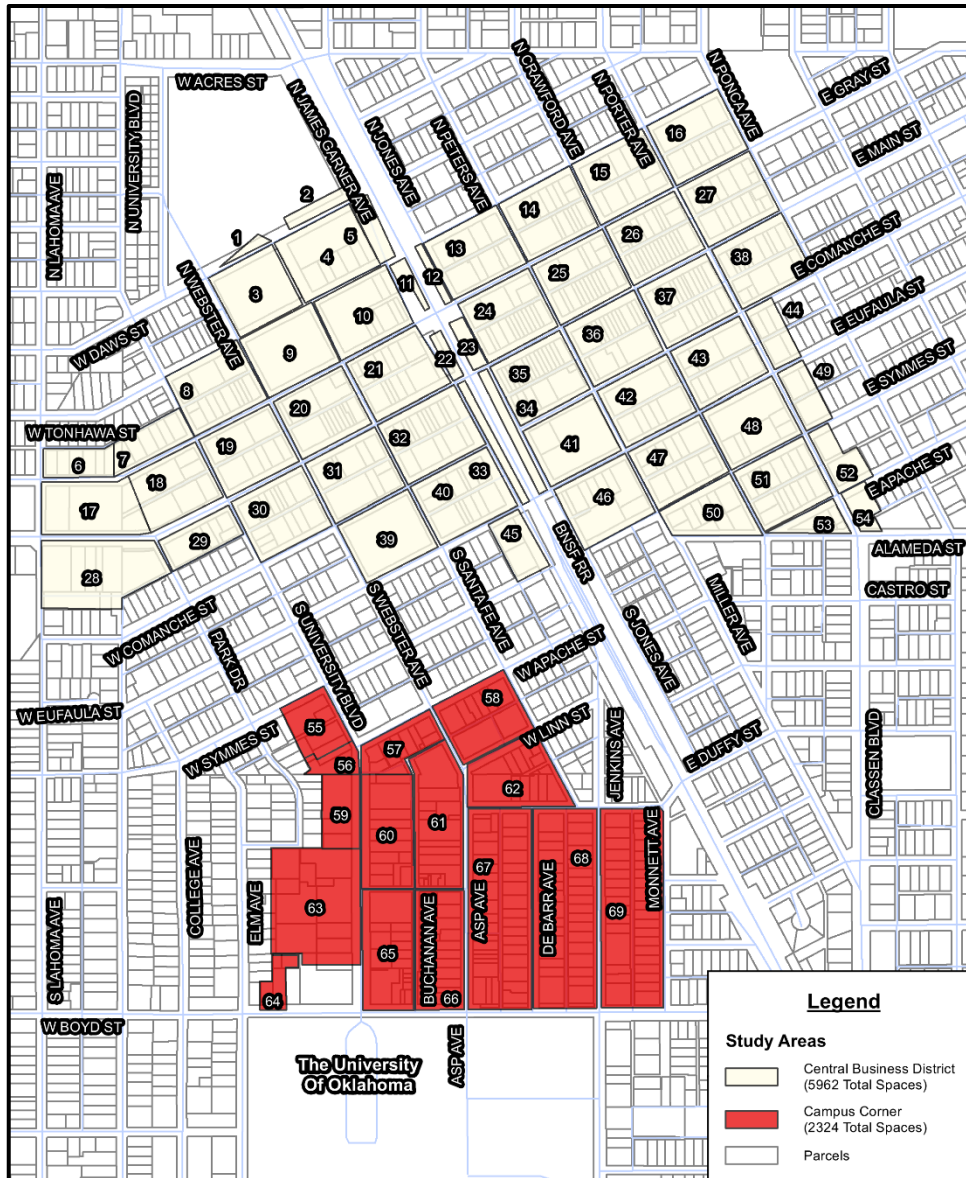 W ACRES ST
N UNIVERSITY BLVD
N LAHOMA AVE
N JAMES GARNER AVE
N JONES AVE
N PETERS AVE
N CRAWFORD AVE
N PORTER AVE
N PONCA AVE
E GRAY ST
E MAIN ST
E COMANCHE ST
E EUFAULA ST
E SYMMES ST
E APACHE ST
ALAMEDA ST
CASTRO ST
N WEBSTER AVE
W DAWS ST
W TONHAWA ST
1
2
3
4
5
6
7
8
9
10
11
12
13
14
15
16
17
18
19
20
21
22
23
24
25
26
27
28
29
30
31
32
33
34
35
36
37
38
39
40
41
42
43
44
45
46
47
48
49
50
51
52
53
54
BNSF RR
W COMANCHE ST
PARK DR
S UNIVERSITY BLVD
S WEBSTER AVE
S SANTA FE AVE
W APACHE ST
S JONES AVE
MILLER AVE
W EUFAULA ST
W SYMMES ST
W LINN ST
JENKINS AVE
E DUFFY ST
CLASSEN BLVD
55
56
57
58
59
60
61
62
63
64
65
66
67
68
69
S LAHOMA AVE
COLLEGE AVE
ELM AVE
BUCHANAN AVE
ASP AVE
DE BARR AVE
MONNETT AVE
W BOYD ST
The University
Of Oklahoma
ASP AVE
Legend
Study Areas
Central Business District
(5962 Total Spaces)
Campus Corner
(2324 Total Spaces)
Parcels